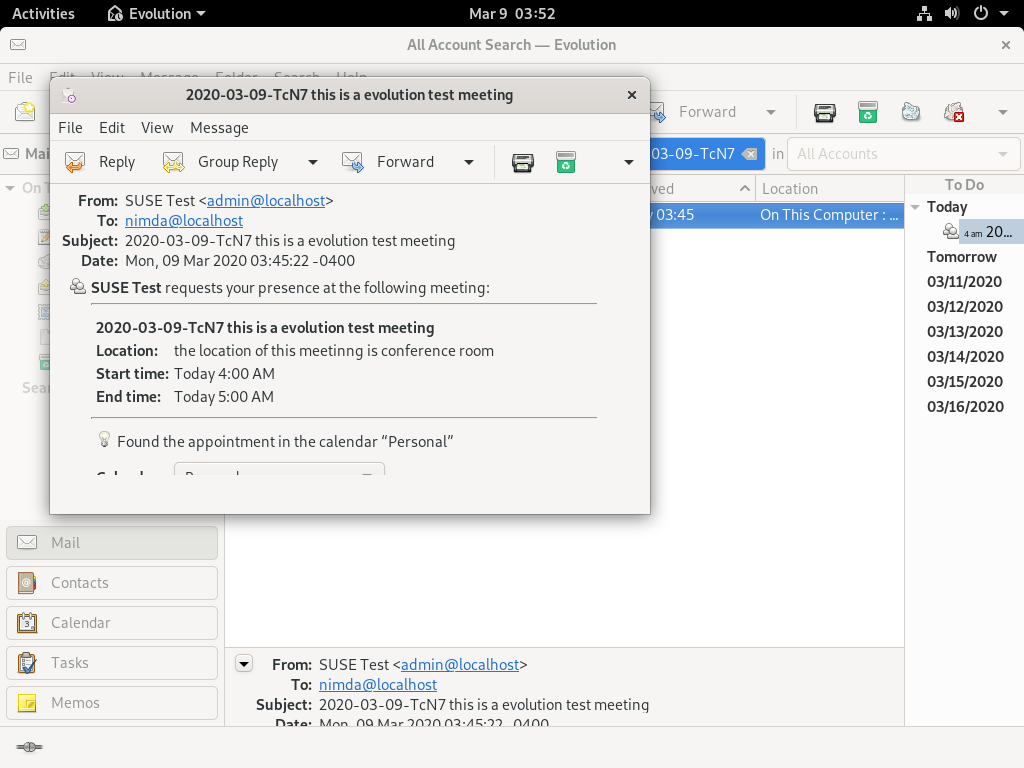 Activities Evolution Mar 9 03:52
All Account Search — Evolution
File Edit View Message Folder Search Help
2020-03-09-TcN7 this is a evolution test meeting
File Edit View Message
Reply Group Reply Forward
Forward
Mai
03-09-TcN7 in All Accounts
From: SUSE Test <admin@localhost>
To: nimda@localhost
Subject: 2020-03-09-TcN7 this is a evolution test meeting
Date: Mon, 09 Mar 2020 03:45:22 -0400
SUSE Test requests your presence at the following meeting:
2020-03-09-TcN7 this is a evolution test meeting
Location: the location of this meetinng is conference room
Start time: Today 4:00 AM
End time: Today 5:00 AM
Found the appointment in the calendar “Personal”
On T
Sear
ved Location
03:45 On This Computer : ...
To Do
Today
4 am 20...
Tomorrow
03/11/2020
03/12/2020
03/13/2020
03/14/2020
03/15/2020
03/16/2020
Mail
Contacts
3
Calendar
Tasks
Memos
From: SUSE Test <admin@localhost>
To: nimda@localhost
Subject: 2020-03-09-TcN7 this is a evolution test meeting
Date: Mon, 09 Mar 2020 03:45:22 -0400